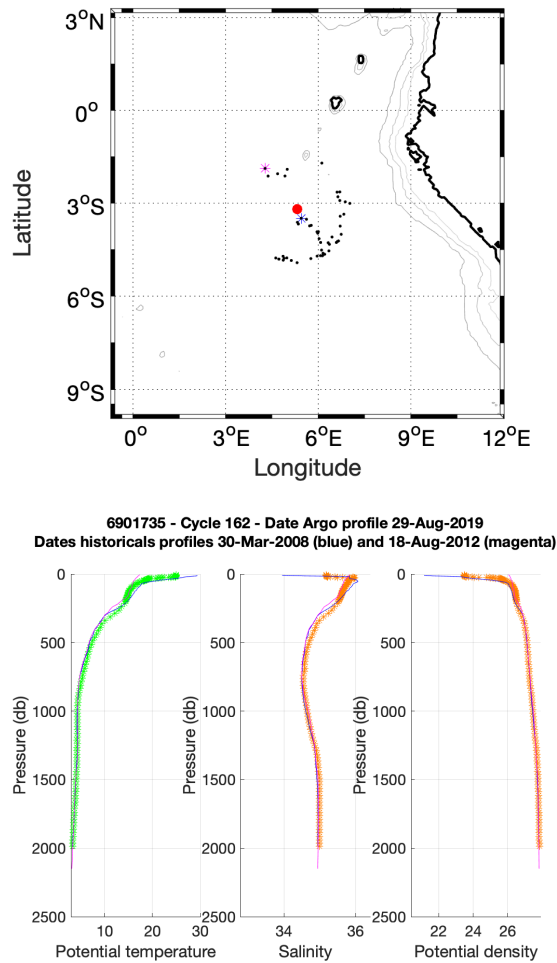 3°N
0°
3°S
6°S
9°S
Latitude
0°
3°E
6°E
9°E
12°E
Longitude
6901735 - Cycle 162 - Date Argo profile 29-Aug-2019
Dates historicals profiles 30-Mar-2008 (blue) and 18-Aug-2012 (magenta)
0
500
1000
1500
2000
2500
Pressure (db)
10
20
30
Potential temperature
0
500
1000
1500
2000
2500
Pressure (db)
34
36
Salinity
0
500
1000
1500
2000
2500
Pressure (db)
22
24
26
Potential density